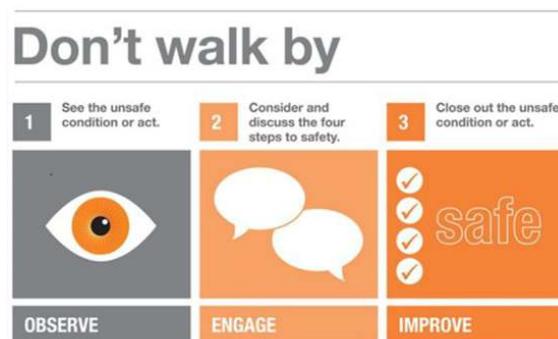 Don't walk by
1
See the unsafe
condition or act.
2
Consider and
discuss the four
steps to safety.
3
Close out the unsafe
condition or act.
safe
OBSERVE
ENGAGE
IMPROVE